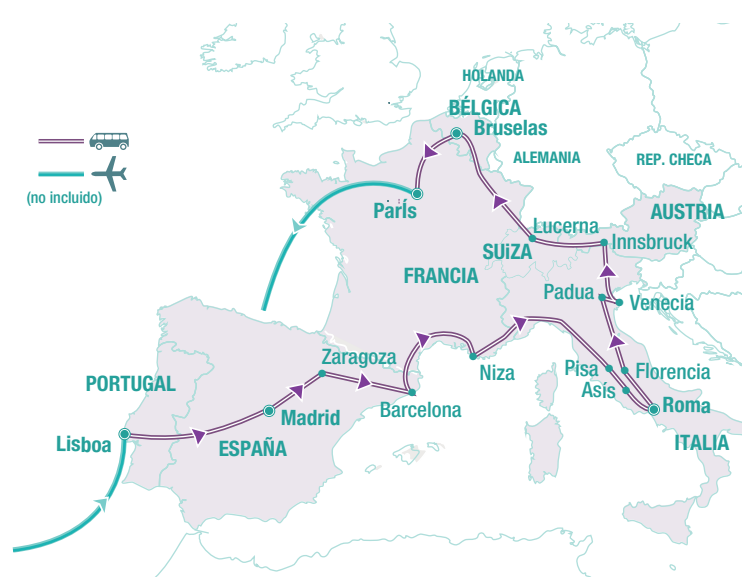 HOLANDA
BÉLGICA
Bruselas
ALEMANIA
REP. CHECA
(no incluido)
París
AUSTRIA
Lucerna
SUiZA
Innsbruck
FRANCIA
Padua
Venecia
Zaragoza
Niza
Pisa
Florencia
PORTUGAL
Asís
Barcelona
Madrid
Roma
Lisboa
ESPAÑA
ITALIA